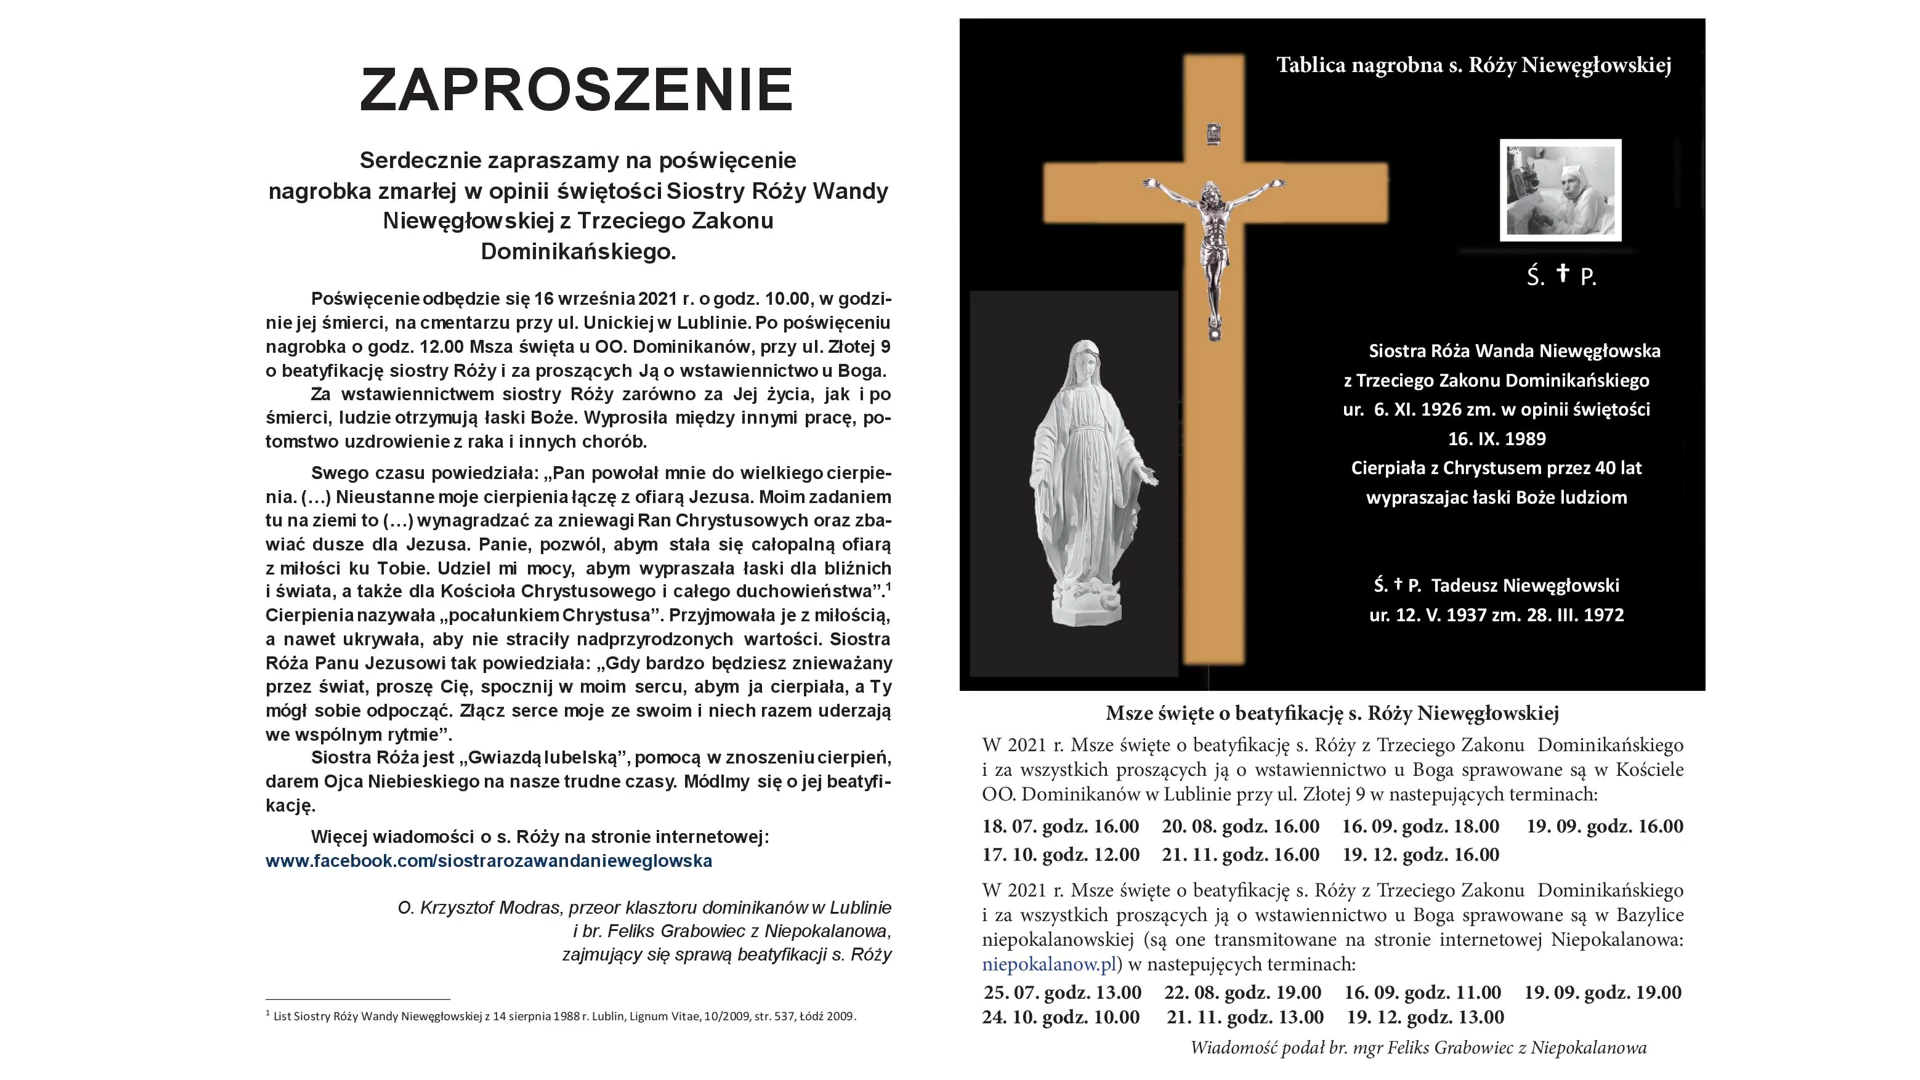 ZAPROSZENIE
Serdecznie zapraszamy na poświęcenie
nagrobka zmarłej w opinii świętości Siostry Róży Wandy
Niewęgłowskiej z Trzeciego Zakonu
Dominikańskiego.
Poświęcenie odbędzie się 16 września 2021 r. o godz. 10.00, w godzi-
nie jej śmierci, na cmentarzu przy ul. Unickiej w Lublinie. Po poświęceniu
nagrobka o godz. 12.00 Msza święta u OO. Dominikanów, przy ul. Złotej 9
o beatyfikację siostry Róży i za proszących Ją o wstawiennictwo u Boga.
Za wstawiennictwem siostry Róży zarówno za Jej życia, jak i po
śmierci, ludzie otrzymują łaski Boże. Wyprosiła między innymi pracę, po-
tomstwo uzdrowienie z raka i innych chorób.
Swego czasu powiedziała: „Pan powołał mnie do wielkiego cierpie-
nia. (…) Nieustanne moje cierpienia łączę z ofiarą Jezusa. Moim zadaniem
tu na ziemi to (…) wynagradzać za zniewagi Ran Chrystusowych oraz zba-
wiać dusze dla Jezusa. Panie, pozwól, abym stała się całopalną ofiarą
z miłości ku Tobie. Udziel mi mocy, abym wypraszała łaski dla bliźnich
i świata, a także dla Kościoła Chrystusowego i całego duchowieństwa”.¹
Cierpienia nazywała „pocałunkiem Chrystusa”. Przyjmowała je z miłością,
a nawet ukrywała, aby nie straciły nadprzyrodzonych wartości. Siostra
Róża Panu Jezusowi tak powiedziała: „Gdy bardzo będziesz znieważany
przez świat, proszę Cię, spocznij w moim sercu, abym ja cierpiała, a Ty
mógł sobie odpocząć. Złącz serce moje ze swoim i niech razem uderzają
we wspólnym rytmie”.
Siostra Róża jest „Gwiazdą lubelską”, pomocą w znoszeniu cierpień,
darem Ojca Niebieskiego na nasze trudne czasy. Módlmy się o jej beatyfi-
kację.
Więcej wiadomości o s. Róży na stronie internetowej:
www.facebook.com/siostrarozawandanieweglowska
O. Krzysztof Modras, przeor klasztoru dominikanów w Lublinie
i br. Feliks Grabowiec z Niepokalanowa,
zajmujący się sprawą beatyfikacji s. Róży
¹ List Siostry Róży Wandy Niewęgłowskiej z 14 sierpnia 1988 r. Lublin, Lignum Vitae, 10/2009, str. 537, Łódź 2009.
Tablica nagrobna s. Róży Niewęgłowskiej
Ś. ✝ P.
Siostra Róża Wanda Niewęgłowska
z Trzeciego Zakonu Dominikańskiego
ur. 6. XI. 1926 zm. w opinii świętości
16. IX. 1989
Cierpiała z Chrystusem przez 40 lat
wypraszajac łaski Boże ludziom
Ś. ✝ P. Tadeusz Niewęgłowski
ur. 12. V. 1937 zm. 28. III. 1972
Msze święte o beatyfikację s. Róży Niewęgłowskiej
W 2021 r. Msze święte o beatyfikację s. Róży z Trzeciego Zakonu Dominikańskiego
i za wszystkich proszących ją o wstawiennictwo u Boga sprawowane są w Kościele
OO. Dominikanów w Lublinie przy ul. Złotej 9 w nastepujących terminach:
18. 07. godz. 16.00 20. 08. godz. 16.00 16. 09. godz. 18.00 19. 09. godz. 16.00
17. 10. godz. 12.00 21. 11. godz. 16.00 19. 12. godz. 16.00
W 2021 r. Msze święte o beatyfikację s. Róży z Trzeciego Zakonu Dominikańskiego
i za wszystkich proszących ją o wstawiennictwo u Boga sprawowane są w Bazylice
niepokalanowskiej (są one transmitowane na stronie internetowej Niepokalanowa:
niepokalanow.pl) w nastepujęcych terminach:
25. 07. godz. 13.00 22. 08. godz. 19.00 16. 09. godz. 11.00 19. 09. godz. 19.00
24. 10. godz. 10.00 21. 11. godz. 13.00 19. 12. godz. 13.00
Wiadomość podał br. mgr Feliks Grabowiec z Niepokalanowa